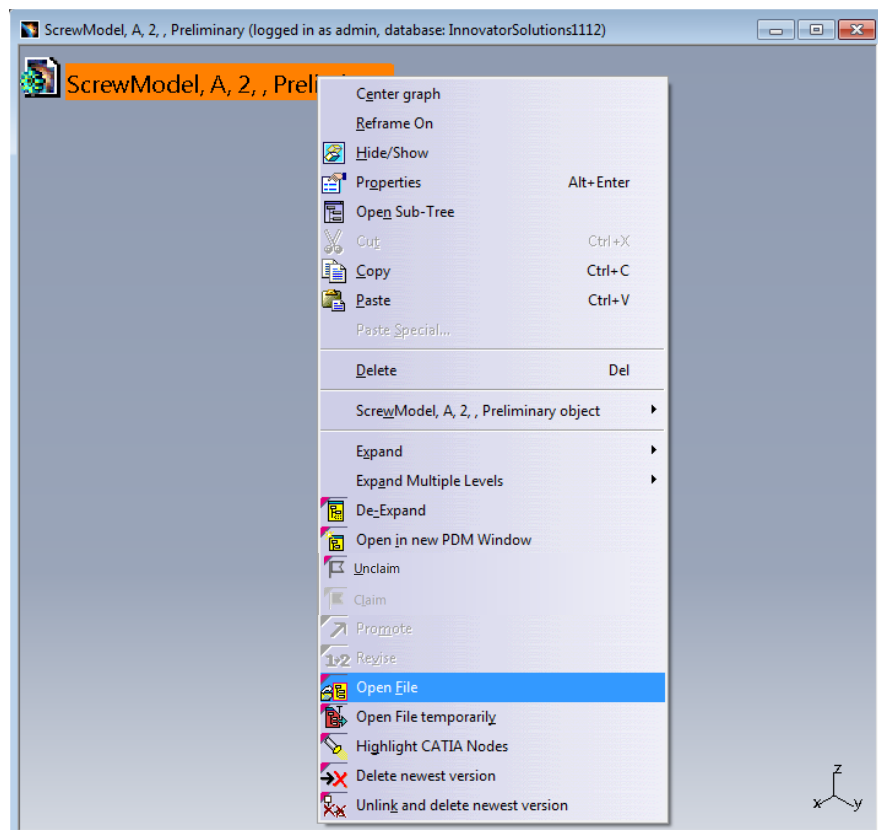 ScrewModel, A, 2, , Preliminary (logged in as admin, database: InnovatorSolutions1112)
ScrewModel, A, 2, , Preli
Center graph
Reframe On
Hide/Show
Properties Alt+Enter
Open Sub-Tree
Cut Ctrl+X
Copy Ctrl+C
Paste Ctrl+V
Paste Special...
Delete Del
ScrewModel, A, 2, , Preliminary object
Expand
Expand Multiple Levels
De-Expand
Open in new PDM Window
Unclaim
Claim
Promote
1▸2 Revise
Open File
Open File temporarily
Highlight CATIA Nodes
Delete newest version
Unlink and delete newest version
z
x y